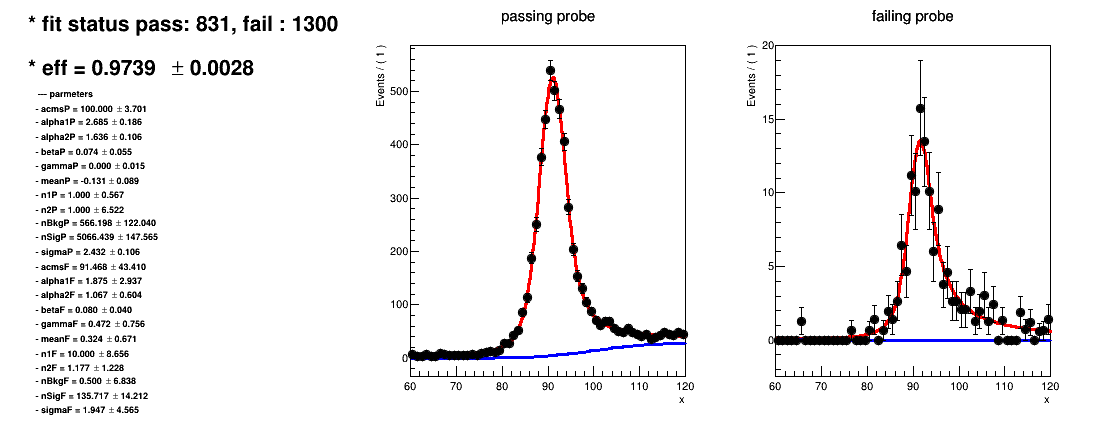 * fit status pass: 831, fail : 1300
* eff = 0.9739 ± 0.0028
--- parmeters
- acmsP = 100.000 ± 3.701
- alpha1P = 2.685 ± 0.186
- alpha2P = 1.636 ± 0.106
- betaP = 0.074 ± 0.055
- gammaP = 0.000 ± 0.015
- meanP = -0.131 ± 0.089
- n1P = 1.000 ± 0.567
- n2P = 1.000 ± 6.522
- nBkgP = 566.198 ± 122.040
- nSigP = 5066.439 ± 147.565
- sigmaP = 2.432 ± 0.106
- acmsF = 91.468 ± 43.410
- alpha1F = 1.875 ± 2.937
- alpha2F = 1.067 ± 0.604
- betaF = 0.080 ± 0.040
- gammaF = 0.472 ± 0.756
- meanF = 0.324 ± 0.671
- n1F = 10.000 ± 8.656
- n2F = 1.177 ± 1.228
- nBkgF = 0.500 ± 6.838
- nSigF = 135.717 ± 14.212
- sigmaF = 1.947 ± 4.565
passing probe
Events / ( 1 )
500
400
300
200
100
0
60 70 80 90 100 110 120
x
failing probe
Events / ( 1 )
20
15
10
5
0
60 70 80 90 100 110 120
x